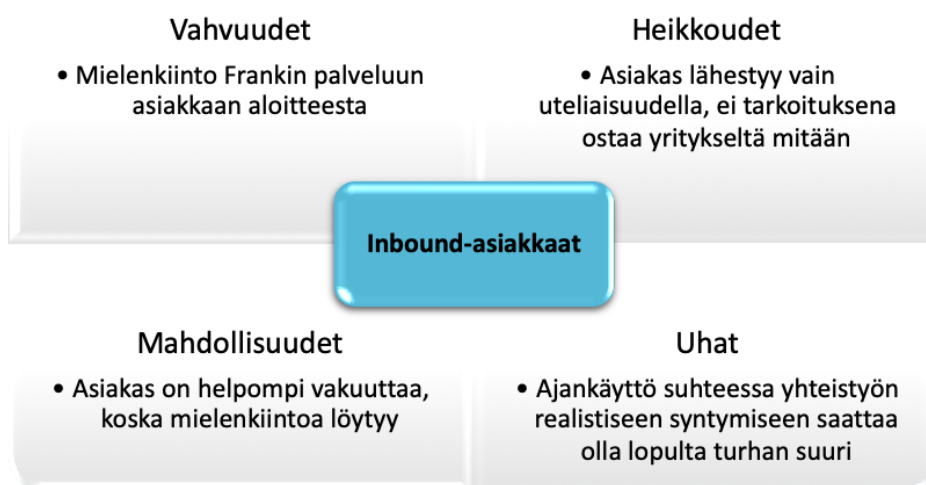 Vahvuudet
• Mielenkiinto Frankin palveluun
asiakkaan aloitteesta
Heikkoudet
• Asiakas lähestyy vain
uteliaisuudella, ei tarkoituksena
ostaa yritykseltä mitään
Inbound-asiakkaat
Mahdollisuudet
• Asiakas on helpompi vakuuttaa,
koska mielenkiintoa löytyy
Uhat
• Ajankäyttö suhteessa yhteistyön
realistiseen syntymiseen saattaa
olla lopulta turhan suuri